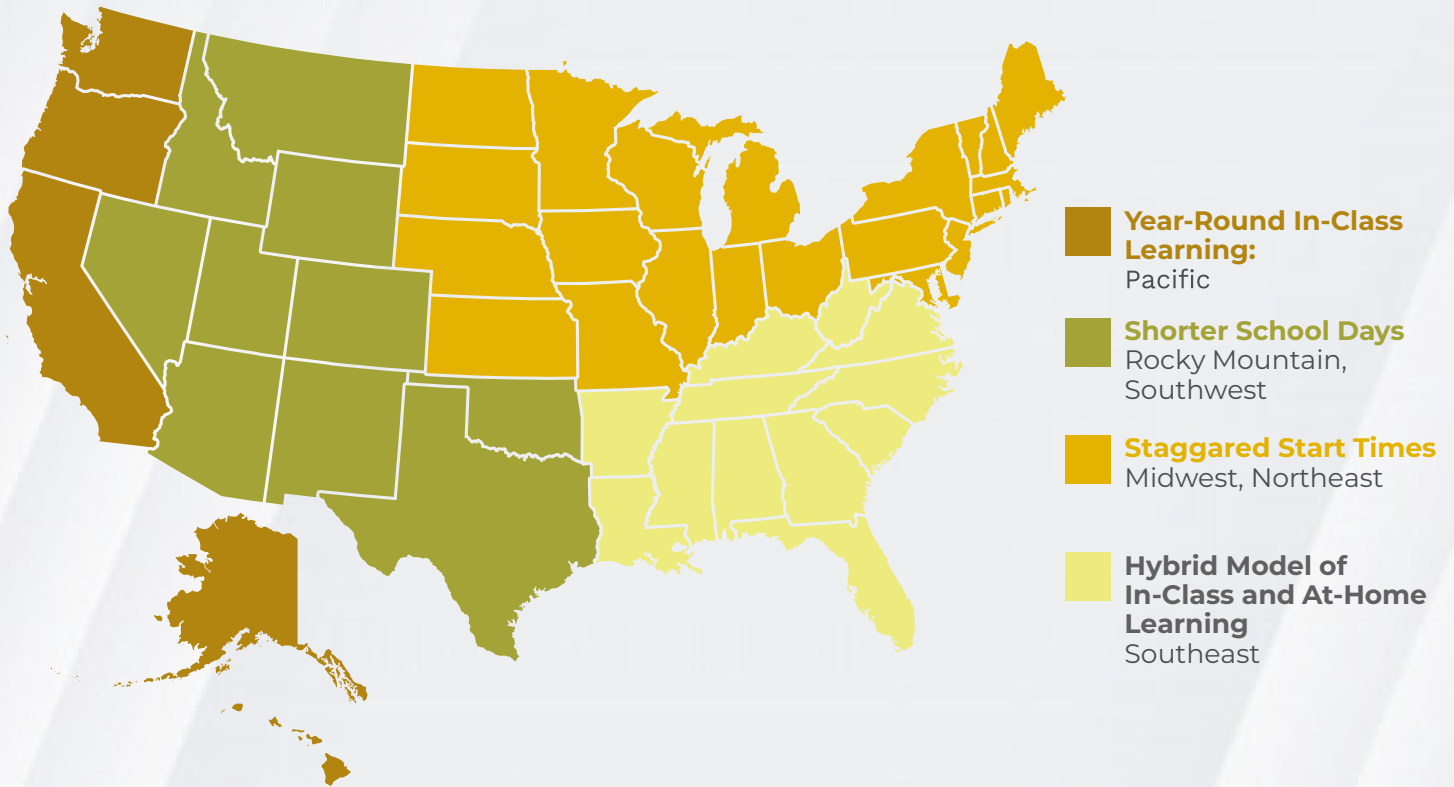 Year-Round In-Class
Learning:
Pacific
Shorter School Days
Rocky Mountain,
Southwest
Staggared Start Times
Midwest, Northeast
Hybrid Model of
In-Class and At-Home
Learning
Southeast